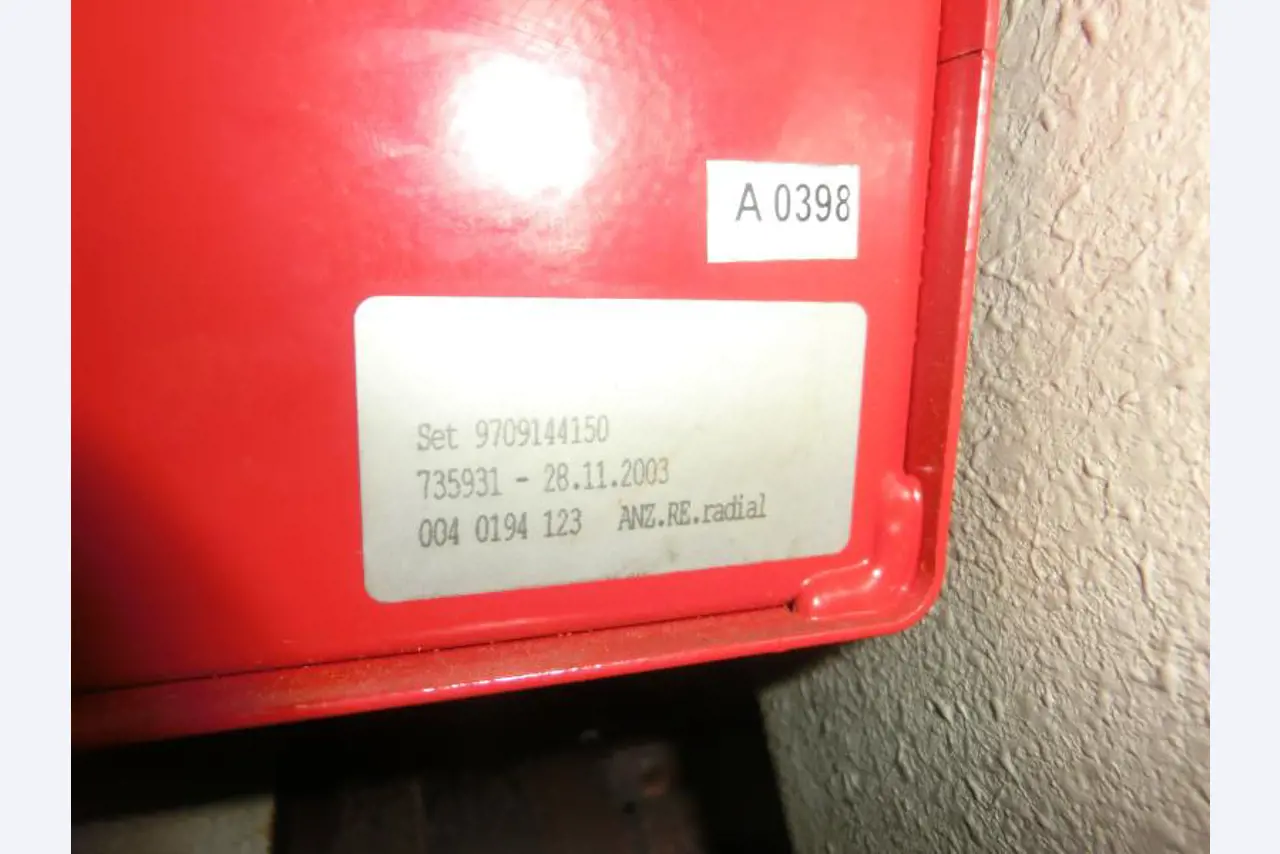 A 0398
Set 9709144150
735931 - 28.11.2003
004 0194 123 ANZ.RE.radial